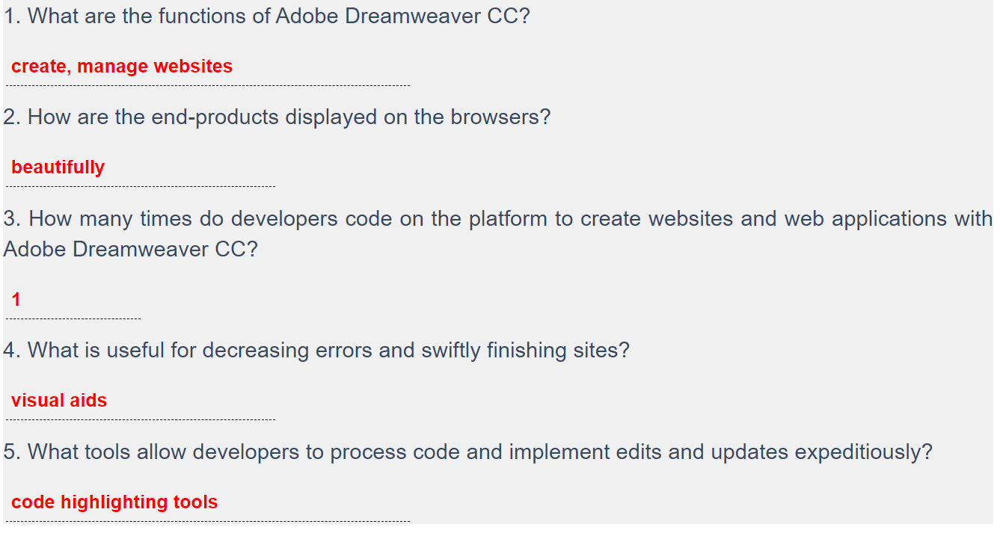 1. What are the functions of Adobe Dreamweaver CC?
create, manage websites
2. How are the end-products displayed on the browsers?
beautifully
3. How many times do developers code on the platform to create websites and web applications with
Adobe Dreamweaver CC?
1
4. What is useful for decreasing errors and swiftly finishing sites?
visual aids
5. What tools allow developers to process code and implement edits and updates expeditiously?
code highlighting tools